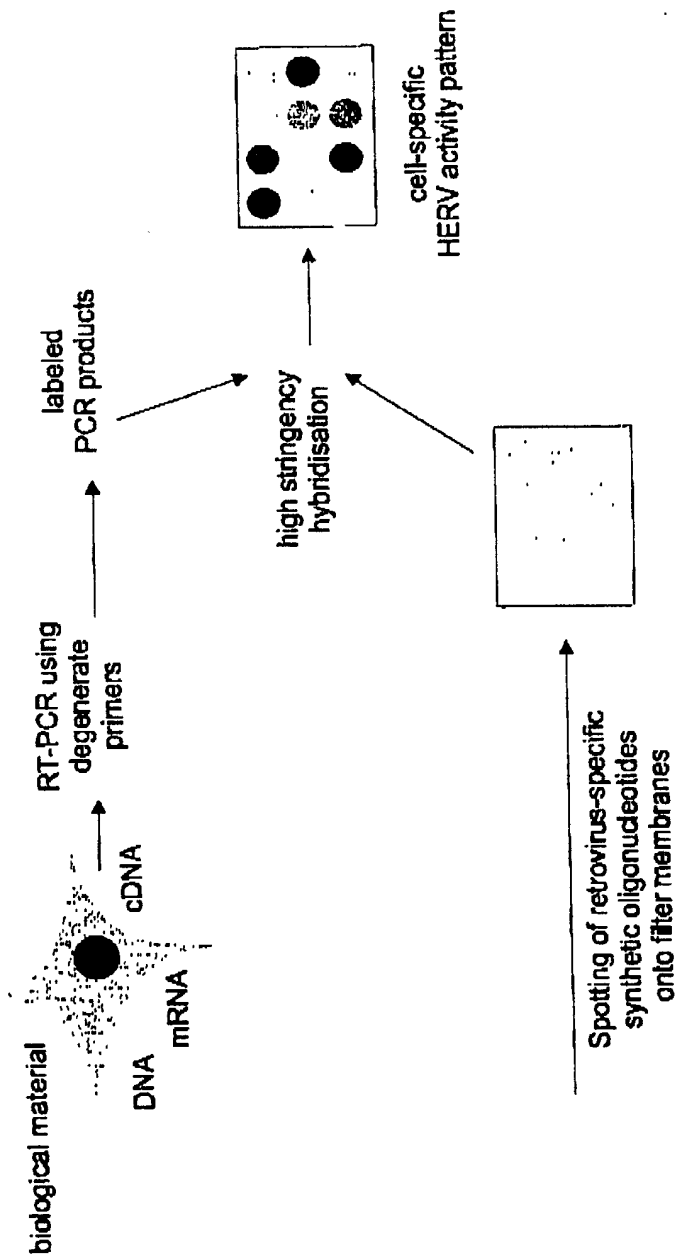 biological material
DNA
mRNA
cDNA
RT-PCR using
degenerate
primers
labeled
PCR products
high stringency
hybridisation
cell-specific
HERV activity pattern
Spotting of retrovirus-specific
synthetic oligonucleotides
onto filter membranes